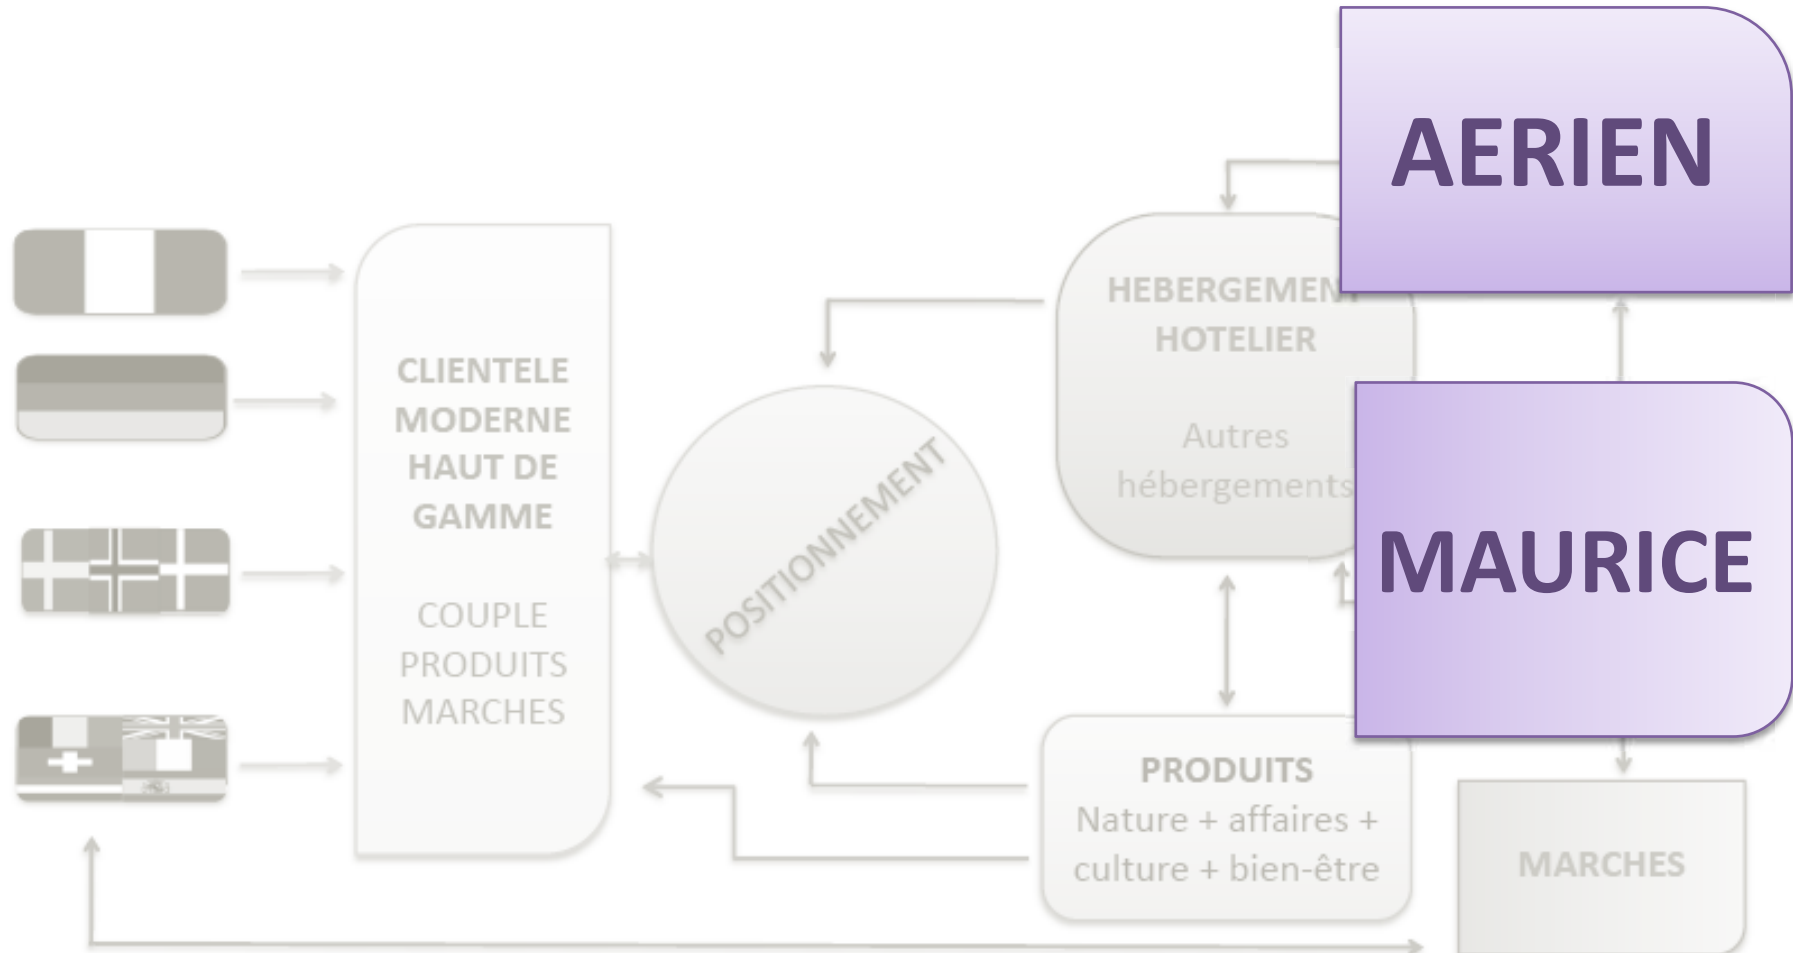 AERIEN
HEBERGEMENT
HOTELIER
Autres
hébergements
MAURICE
CLIENTELE
MODERNE
HAUT DE
GAMME
COUPLE
PRODUITS
MARCHES
POSITIONNEMENT
PRODUITS
Nature + affaires +
culture + bien-être
MARCHES